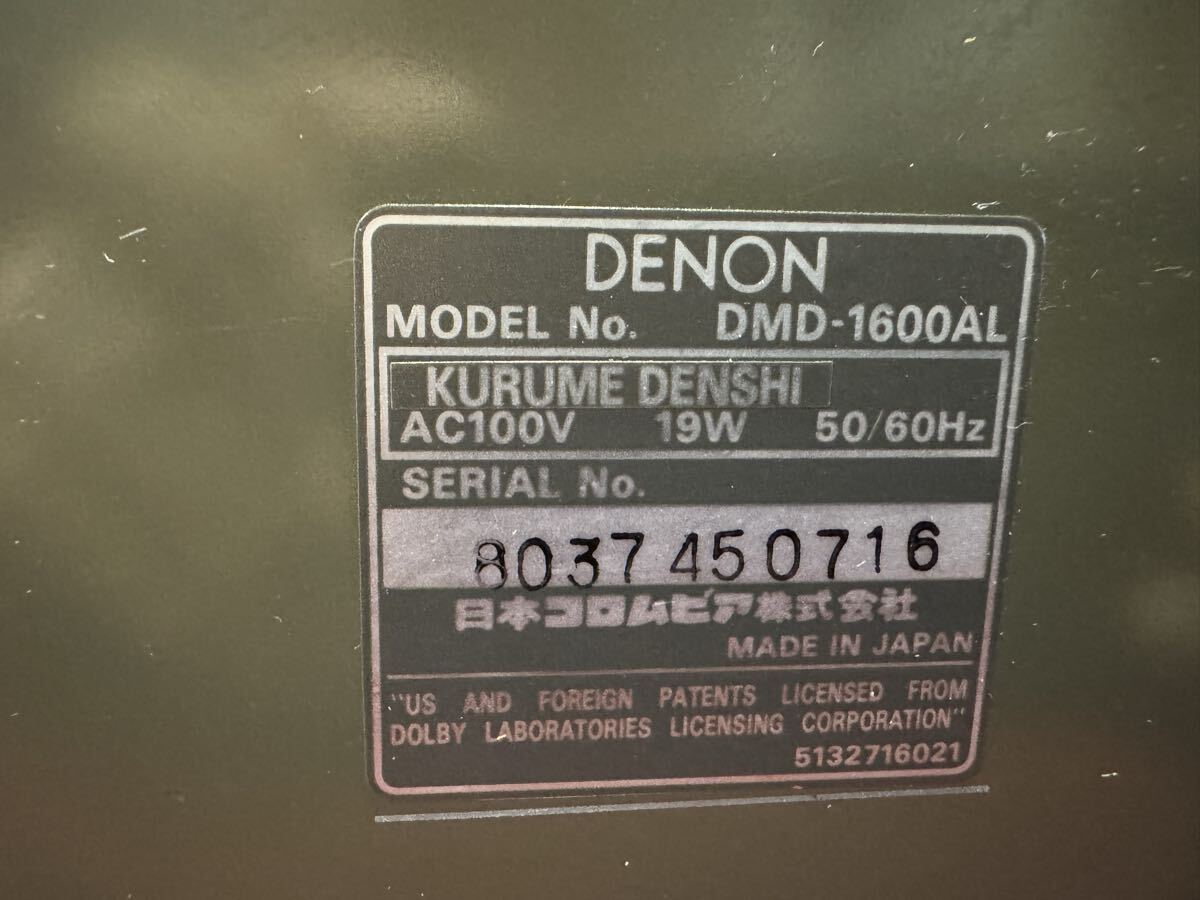 DENON
MODEL No. DMD-1600AL
KURUME DENSHI
AC100V 19W 50/60Hz
SERIAL No.
8037450716
日本コロムビア株式会社
MADE IN JAPAN
"US AND FOREIGN PATENTS LICENSED FROM
DOLBY LABORATORIES LICENSING CORPORATION"
5132716021